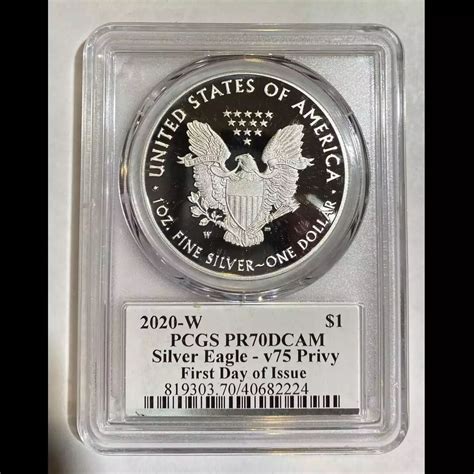 UNITED STATES OF AMERICA
W
1 OZ. FINE SILVER~ONE DOLLAR
2020-W $1
PCGS PR70DCAM
Silver Eagle - v75 Privy
First Day of Issue
819303.70/40682224